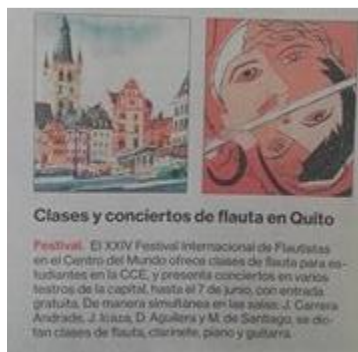 Clases y conciertos de flauta en Quito
Festival. El XXIV Festival Internacional de Flautistas
en el Centro del Mundo ofrece clases de flauta para es-
tudiantes en la CCE, y presenta conciertos en varios
teatros de la capital, hasta el 7 de junio, con entrada
gratuita. De manera simultánea en las salas: J. Carrera
Andrade, J. Icaza, D. Aguilera y M. de Santiago, se dic-
tan clases de flauta, clarinete, piano y guitarra.